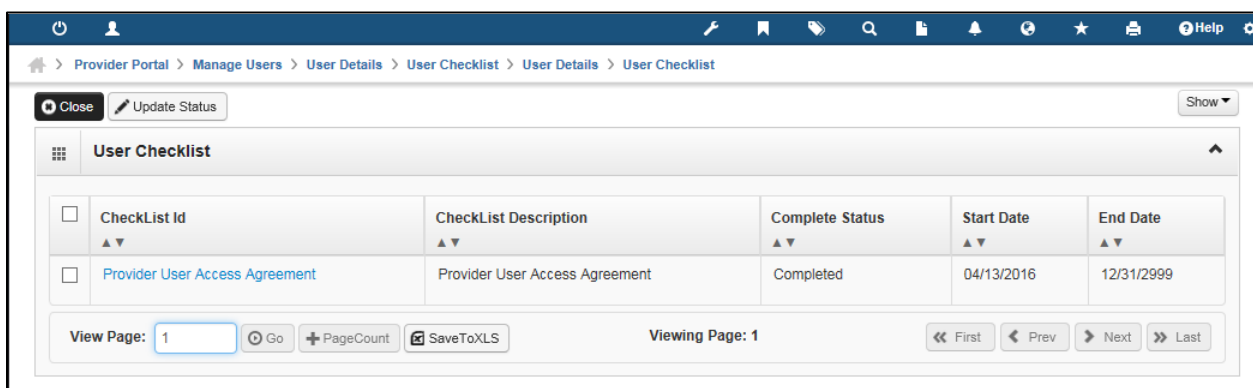 Help
Provider Portal > Manage Users > User Details > User Checklist > User Details > User Checklist
Close Update Status Show
User Checklist
CheckList Id CheckList Description Complete Status Start Date End Date
Provider User Access Agreement Provider User Access Agreement Completed 04/13/2016 12/31/2999
View Page: 1 Go PageCount SaveToXLS Viewing Page: 1 First Prev Next Last